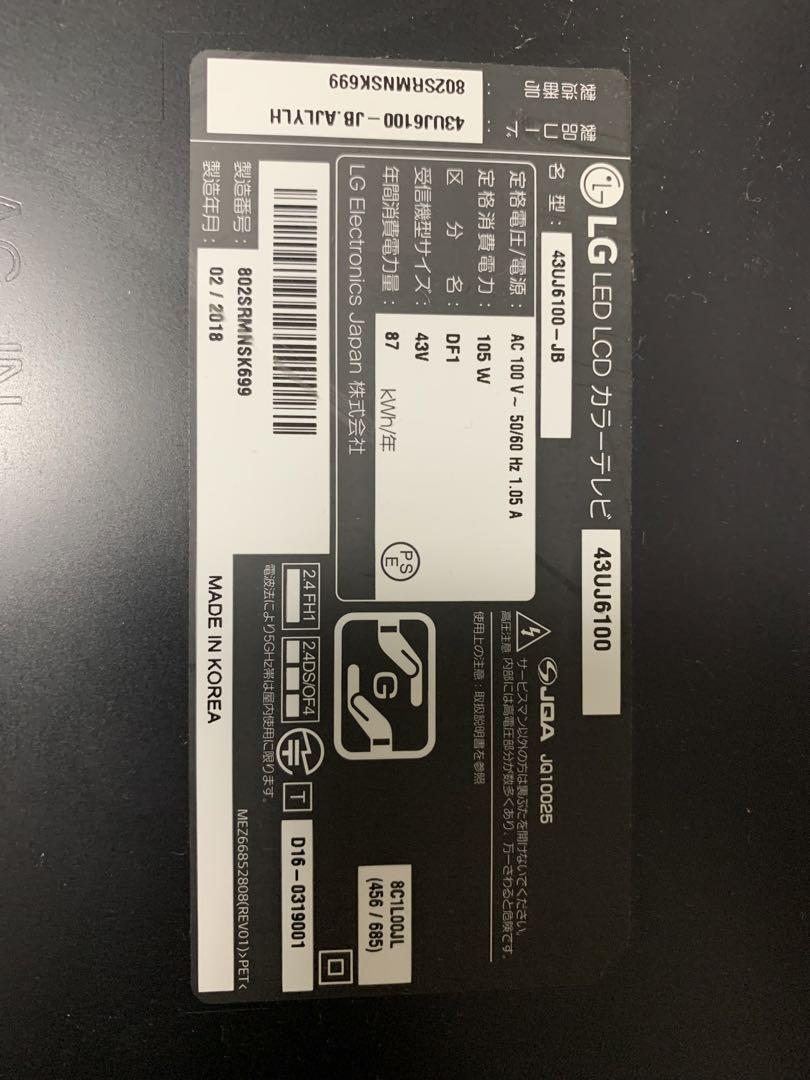 LG LED LCD カラーテレビ 43UJ6100
名 型: 43UJ6100-JB
定格電圧/電源: AC 100 V~ 50/60 Hz 1.05 A
定格消費電力: 105 W
区 分 名: DF1
受信機型サイズ: 43V
年間消費電力量: 87 kWh/年
LG Electronics Japan 株式会社
PS
E
JQA JQ10025
高圧注意
サービスマン以外の方は裏ぶたを開けないでください。
内部には高電圧部分が数多くあり、万一さわると危険です。
使用上の注意:取扱説明書を参照
G
8C1L00JL
(456 / 685)
2.4FH1
2.4DS/OF4
T
D16-0319001
電波法により5GHz帯は屋内使用に限ります。
製造番号: 802SRMNSK699
製造年月: 02 / 2018
MADE IN KOREA
MEZ66852808(REV01)>PET<
製品コード: 43UJ6100-JB.AJLYLH
製造番号: 802SRMNSK699
AC IN